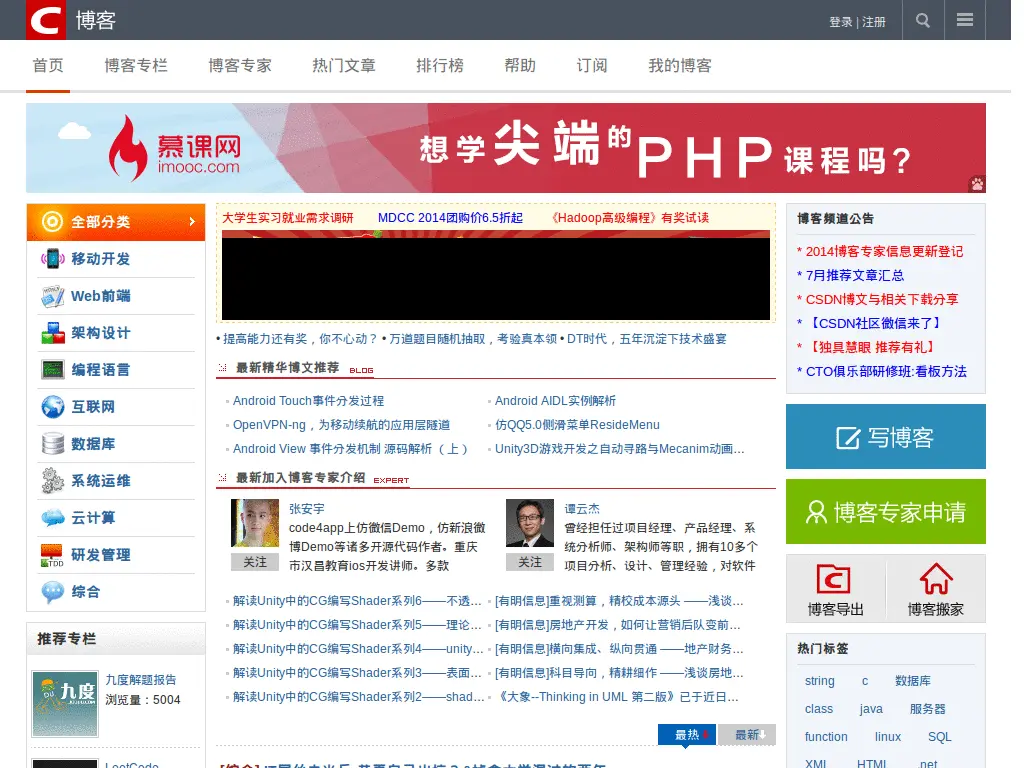 C 博客
登录 | 注册
首页 博客专栏 博客专家 热门文章 排行榜 帮助 订阅 我的博客
慕课网
imooc.com
想学尖端的PHP课程吗?
全部分类
移动开发
Web前端
架构设计
编程语言
互联网
数据库
系统运维
云计算
TDD
研发管理
综合
推荐专栏
九度
九度解题报告
浏览量：5004
LeetCode
大学生实习就业需求调研 MDCC 2014团购价6.5折起 《Hadoop高级编程》有奖试读
• 提高能力还有奖，你不心动？ • 万道题目随机抽取，考验真本领 • DT时代，五年沉淀下技术盛宴
最新精华博文推荐 BLOG
Android Touch事件分发过程
Android AIDL实例解析
OpenVPN-ng，为移动续航的应用层隧道
仿QQ5.0侧滑菜单ResideMenu
Android View 事件分发机制 源码解析 （上）
Unity3D游戏开发之自动寻路与Mecanim动画...
最新加入博客专家介绍 EXPERT
张安宇
code4app上仿微信Demo，仿新浪微
博Demo等诸多开源代码作者。重庆
市汉昌教育ios开发讲师。多款
关注
谭云杰
曾经担任过项目经理、产品经理、系
统分析师、架构师等职，拥有10多个
项目分析、设计、管理经验，对软件
关注
解读Unity中的CG编写Shader系列6——不透...
[有明信息]重视测算，精校成本源头 ——浅谈...
解读Unity中的CG编写Shader系列5——理论...
[有明信息]房地产开发，如何让营销后队变前...
解读Unity中的CG编写Shader系列4——unity...
[有明信息]横向集成、纵向贯通 ——地产财务...
解读Unity中的CG编写Shader系列3——表面...
[有明信息]科目导向，精耕细作 ——浅谈房地...
解读Unity中的CG编写Shader系列2——shad...
《大象--Thinking in UML 第二版》已于近日...
最热 最新
博客频道公告
* 2014博客专家信息更新登记
* 7月推荐文章汇总
* CSDN博文与相关下载分享
* 【CSDN社区微信来了】
* 【独具慧眼 推荐有礼】
* CTO俱乐部研修班:看板方法
写博客
博客专家申请
C
博客导出 博客搬家
热门标签
string c 数据库
class java 服务器
function linux SQL
XML HTML .net